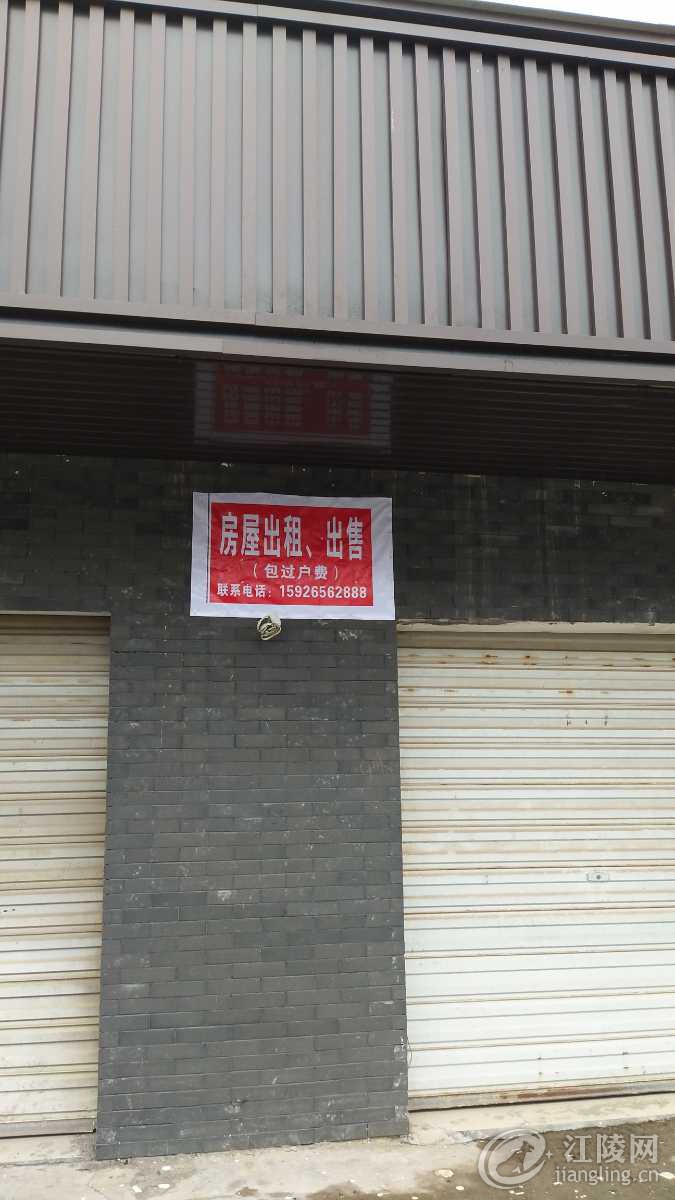 房屋出租、出售
（包过户费）
联系电话：15926562888
江陵网
jiangling.cn